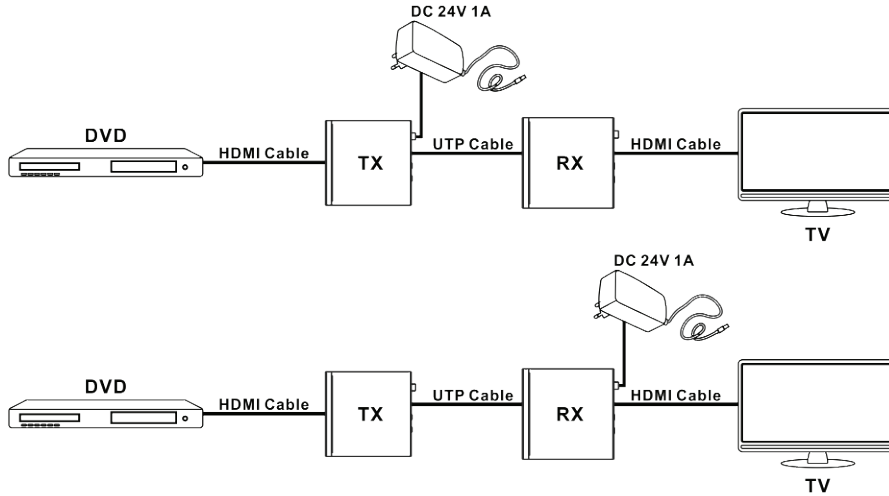 DC 24V 1A
DVD
HDMI Cable
TX
UTP Cable
RX
HDMI Cable
TV
DC 24V 1A
DVD
HDMI Cable
TX
UTP Cable
RX
HDMI Cable
TV